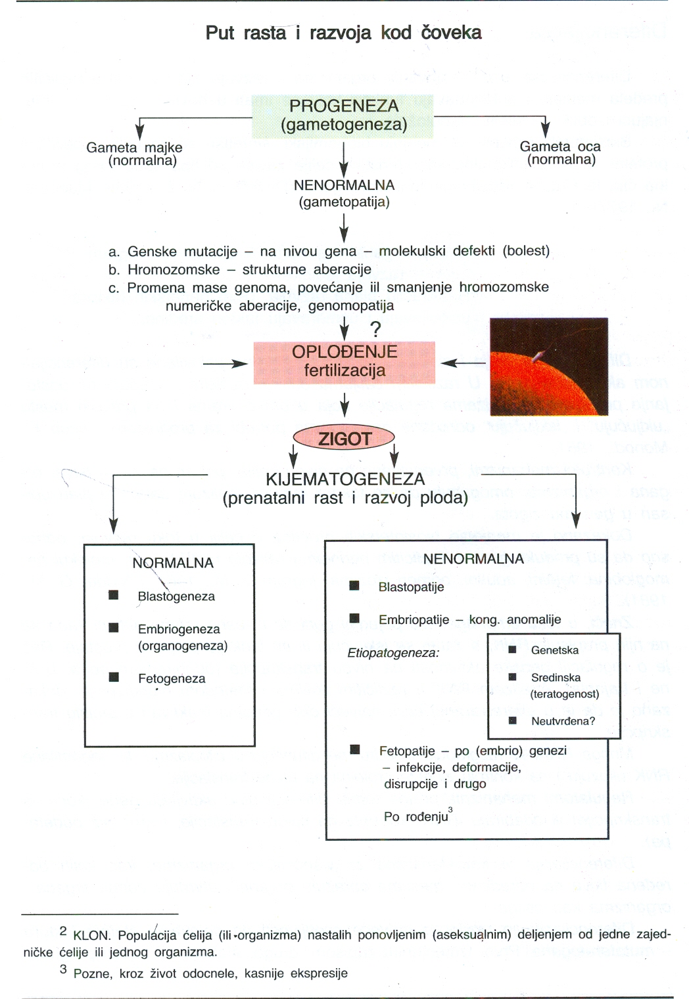 Put rasta i razvoja kod čoveka
PROGENEZA
(gametogeneza)
Gameta majke
(normalna)
Gameta oca
(normalna)
NENORMALNA
(gametopatija)
a. Genske mutacije – na nivou gena – molekulski defekti (bolest)
b. Hromozomske – strukturne aberacije
c. Promena mase genoma, povećanje iil smanjenje hromozomske
numeričke aberacije, genomopatija
?
OPLOĐENJE
fertilizacija
ZIGOT
KIJEMATOGENEZA
(prenatalni rast i razvoj ploda)
NORMALNA
■ Blastogeneza
■ Embriogeneza
(organogeneza)
■ Fetogeneza
NENORMALNA
■ Blastopatije
■ Embriopatije – kong. anomalije
Etiopatogeneza:
■ Genetska
■ Sredinska
(teratogenost)
■ Neutvrđena?
■ Fetopatije – po (embrio) genezi
– infekcije, deformacije,
disrupcije i drugo
Po rođenju³
² KLON. Populacija ćelija (ili organizma) nastalih ponovljenim (aseksualnim) deljenjem od jedne zajed-
ničke ćelije ili jednog organizma.
³ Pozne, kroz život odocnele, kasnije ekspresije